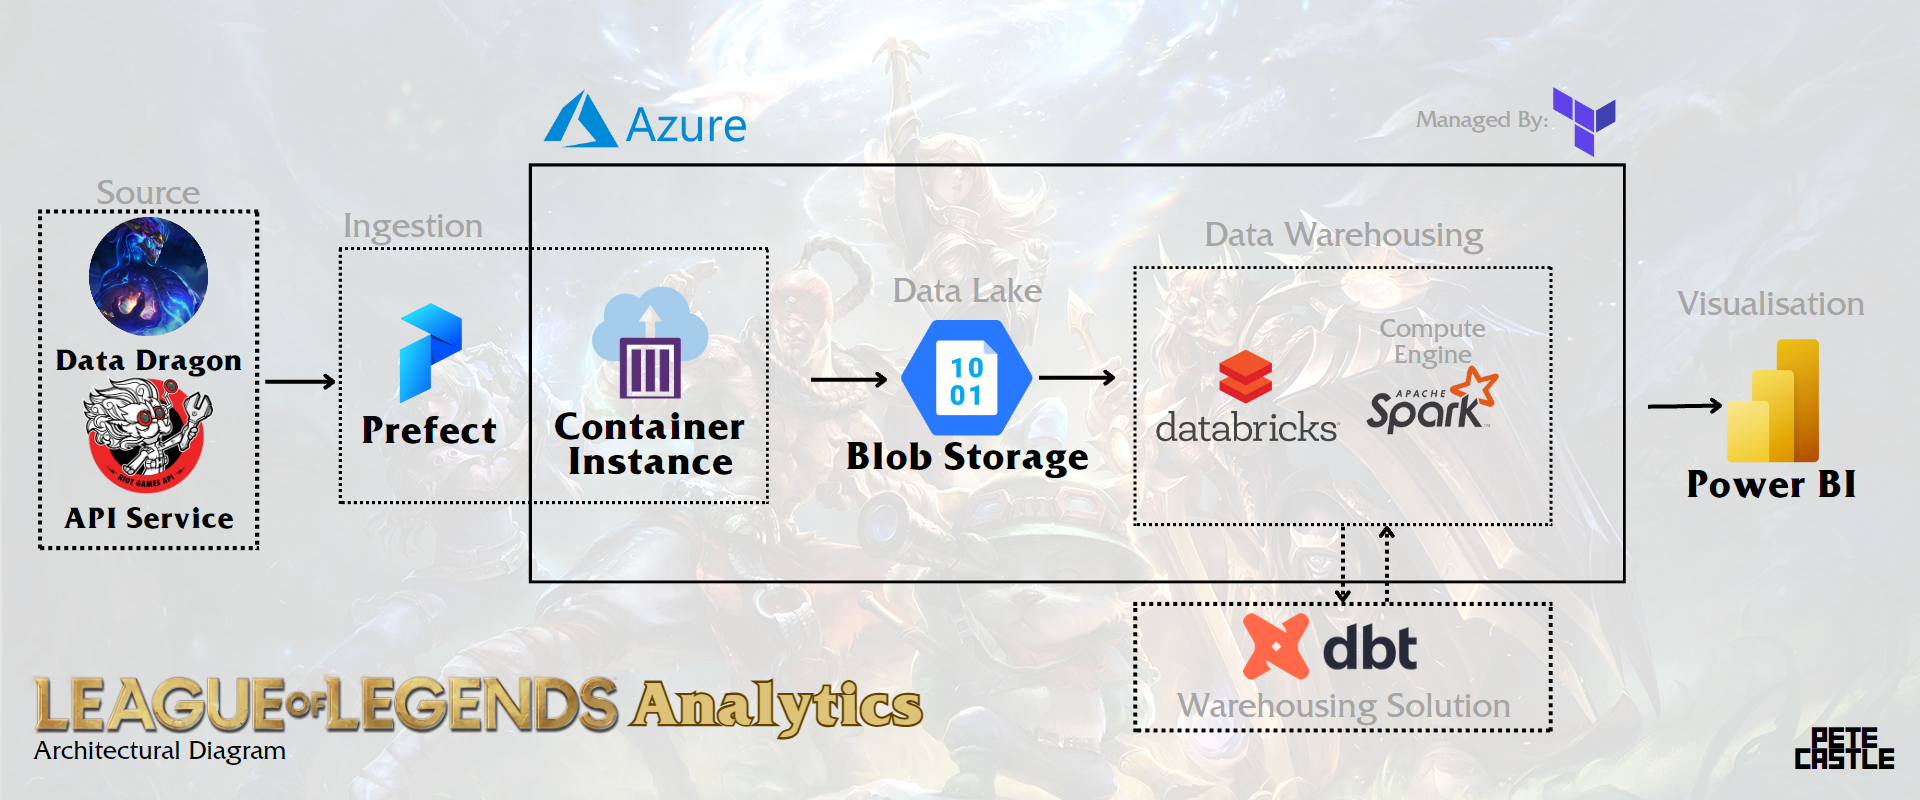 Azure
Managed By:
Source
Data Dragon
RIOT GAMES API
API Service
Ingestion
Prefect
Container
Instance
Data Lake
10
01
Blob Storage
Data Warehousing
databricks
Compute
Engine
APACHE
Spark™
Visualisation
Power BI
dbt
Warehousing Solution
LEAGUE OF LEGENDS Analytics
Architectural Diagram
PETE
CASTLE